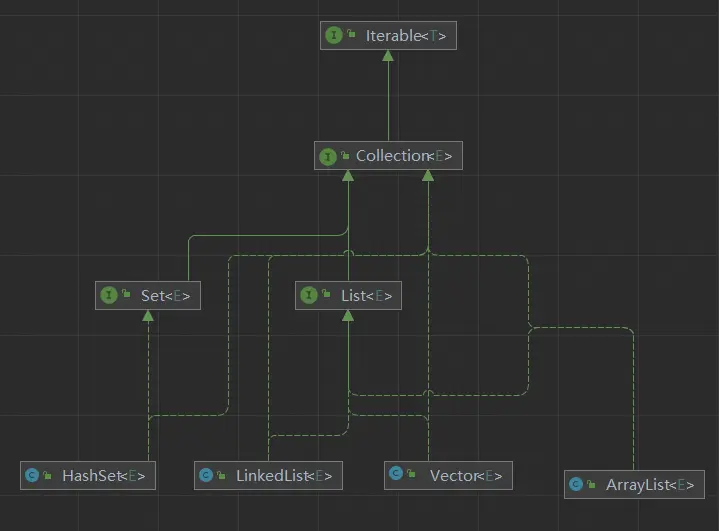 I Iterable<T>
I Collection<E>
I Set<E>
I List<E>
C HashSet<E>
C LinkedList<E>
C Vector<E>
C ArrayList<E>